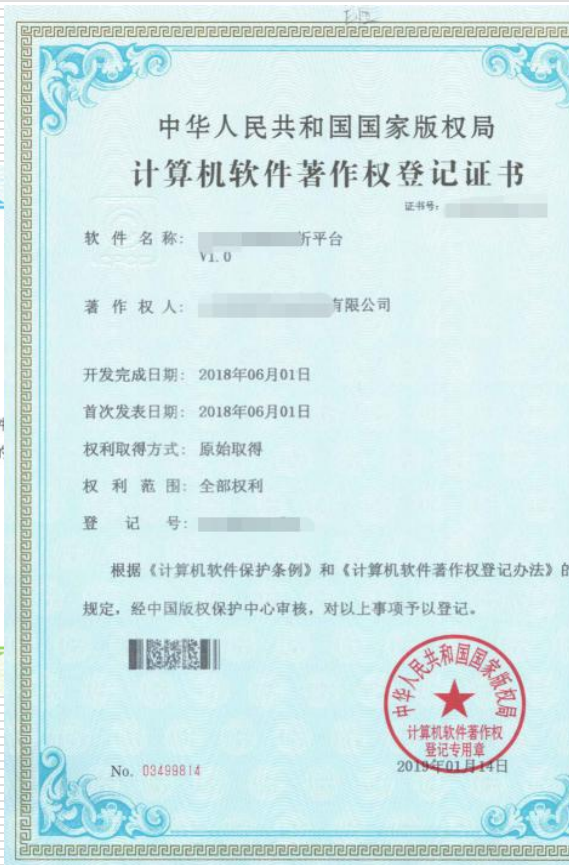 中华人民共和国国家版权局
计算机软件著作权登记证书
证书号：
软件名称： 析平台
V1.0
著作权人： 有限公司
开发完成日期： 2018年06月01日
首次发表日期： 2018年06月01日
权利取得方式： 原始取得
权利范围： 全部权利
登记号：
根据《计算机软件保护条例》和《计算机软件著作权登记办法》的
规定，经中国版权保护中心审核，对以上事项予以登记。
中华人民共和国国家版权局
计算机软件著作权
登记专用章
No. 03499814
2019年01月14日